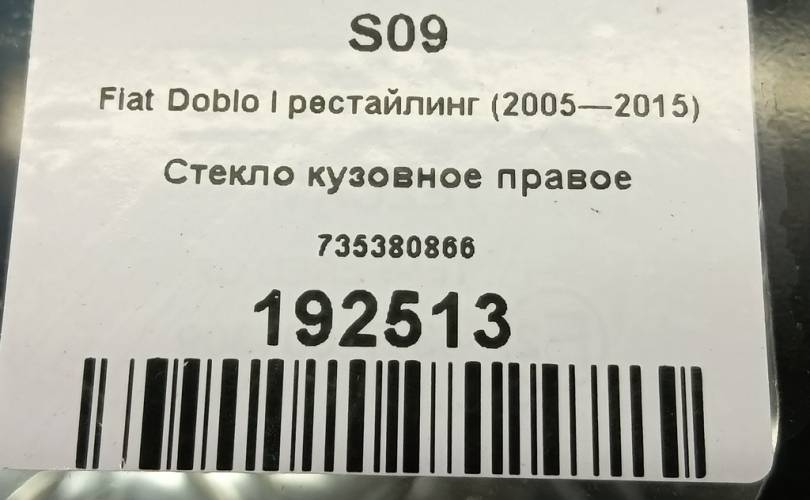 S09
Fiat Doblo I рестайлинг (2005—2015)
Стекло кузовное правое
735380866
192513